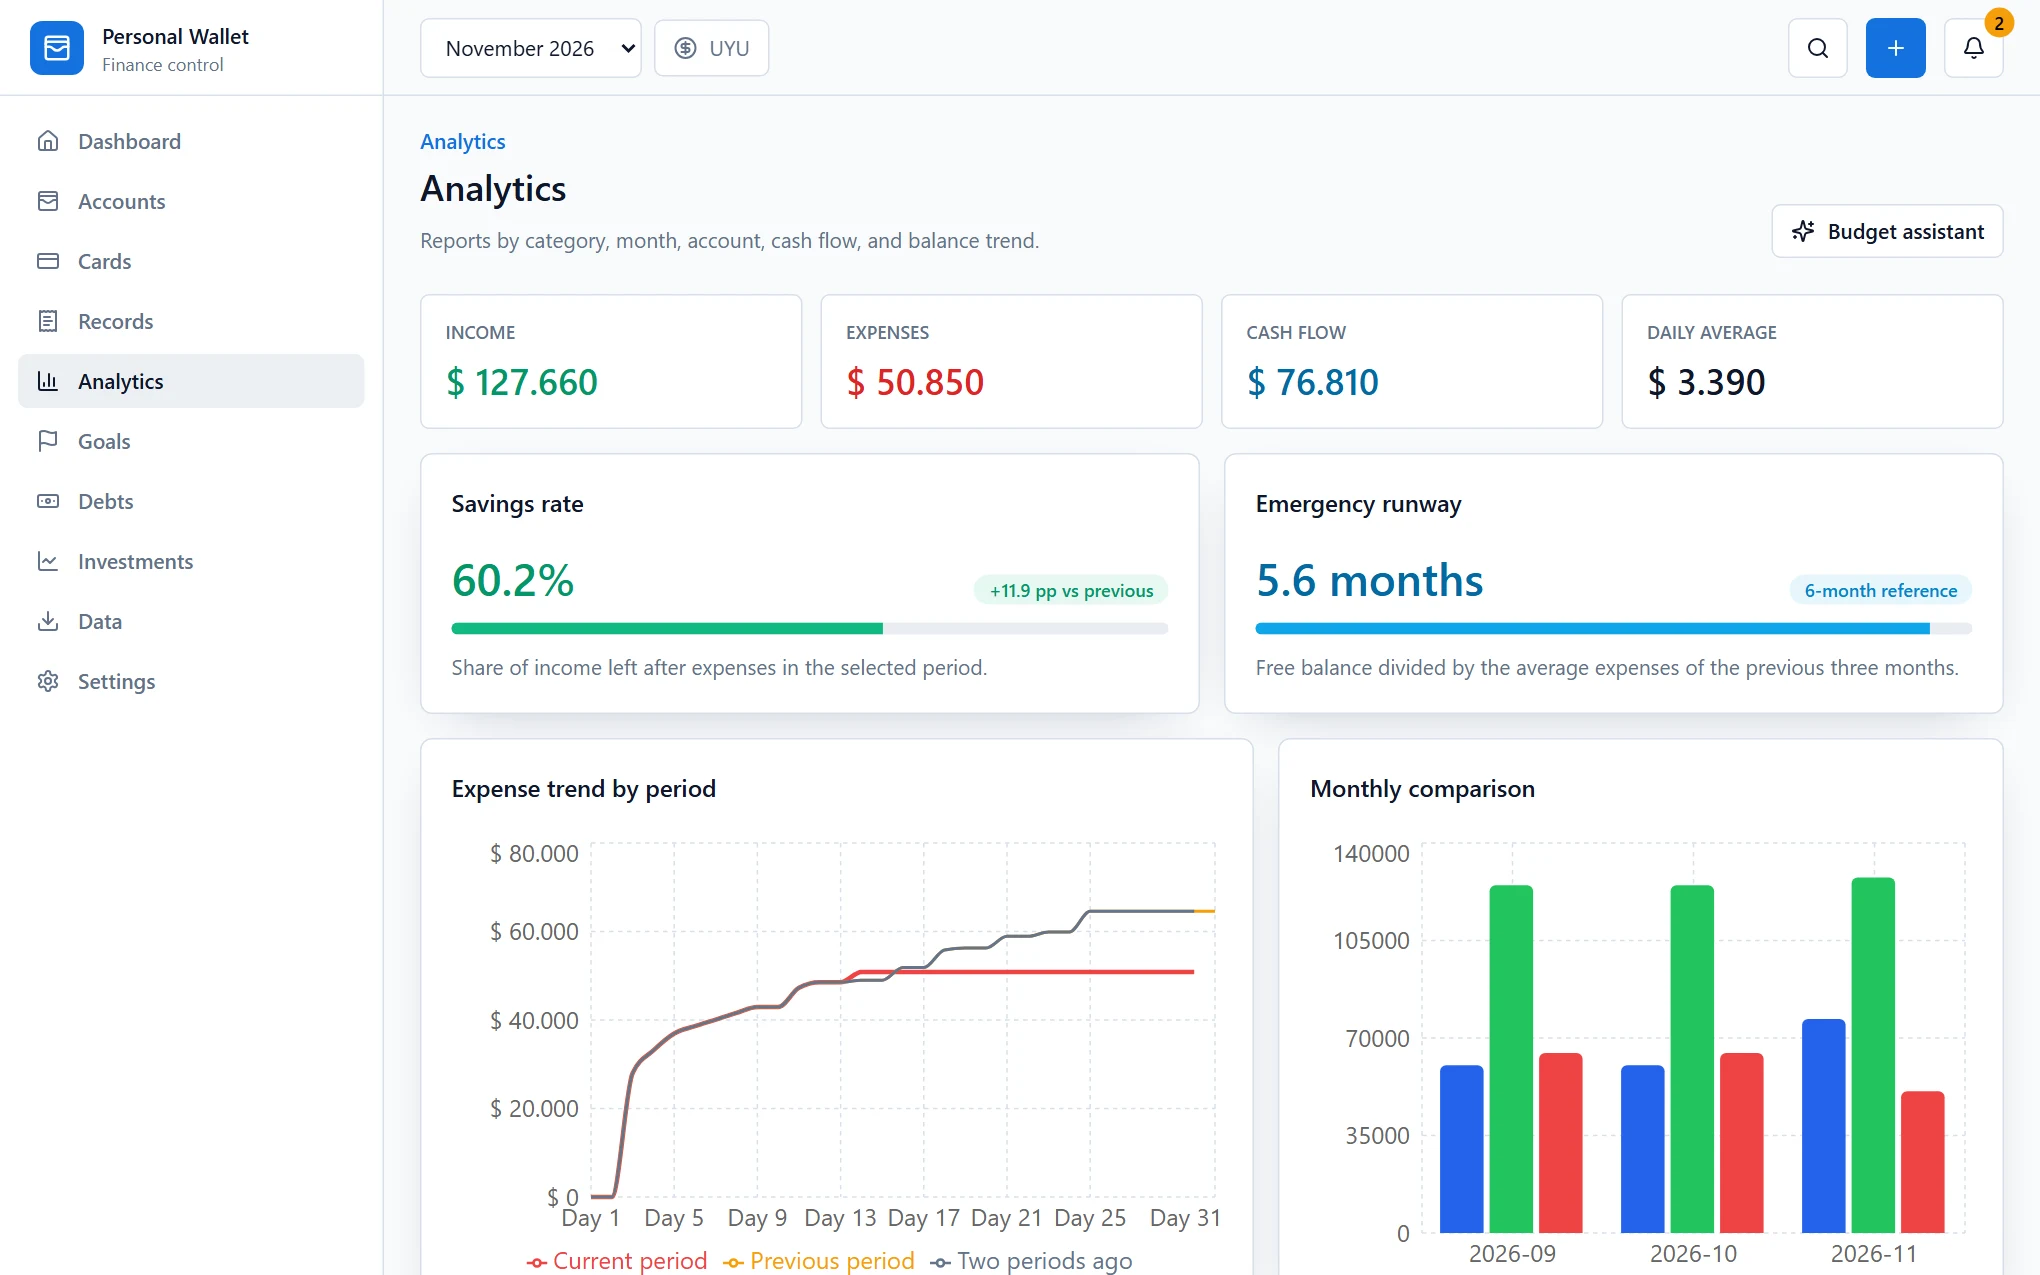 Personal Wallet
Finance control
November 2026
UYU
2
Dashboard
Accounts
Cards
Records
Analytics
Goals
Debts
Investments
Data
Settings
Analytics
Analytics
Reports by category, month, account, cash flow, and balance trend.
Budget assistant
INCOME
$ 127.660
EXPENSES
$ 50.850
CASH FLOW
$ 76.810
DAILY AVERAGE
$ 3.390
Savings rate
60.2%
+11.9 pp vs previous
Share of income left after expenses in the selected period.
Emergency runway
5.6 months
6-month reference
Free balance divided by the average expenses of the previous three months.
Expense trend by period
$ 80.000
$ 60.000
$ 40.000
$ 20.000
$ 0
Day 1 Day 5 Day 9 Day 13 Day 17 Day 21 Day 25 Day 31
Current period Previous period Two periods ago
Monthly comparison
140000
105000
70000
35000
0
2026-09 2026-10 2026-11